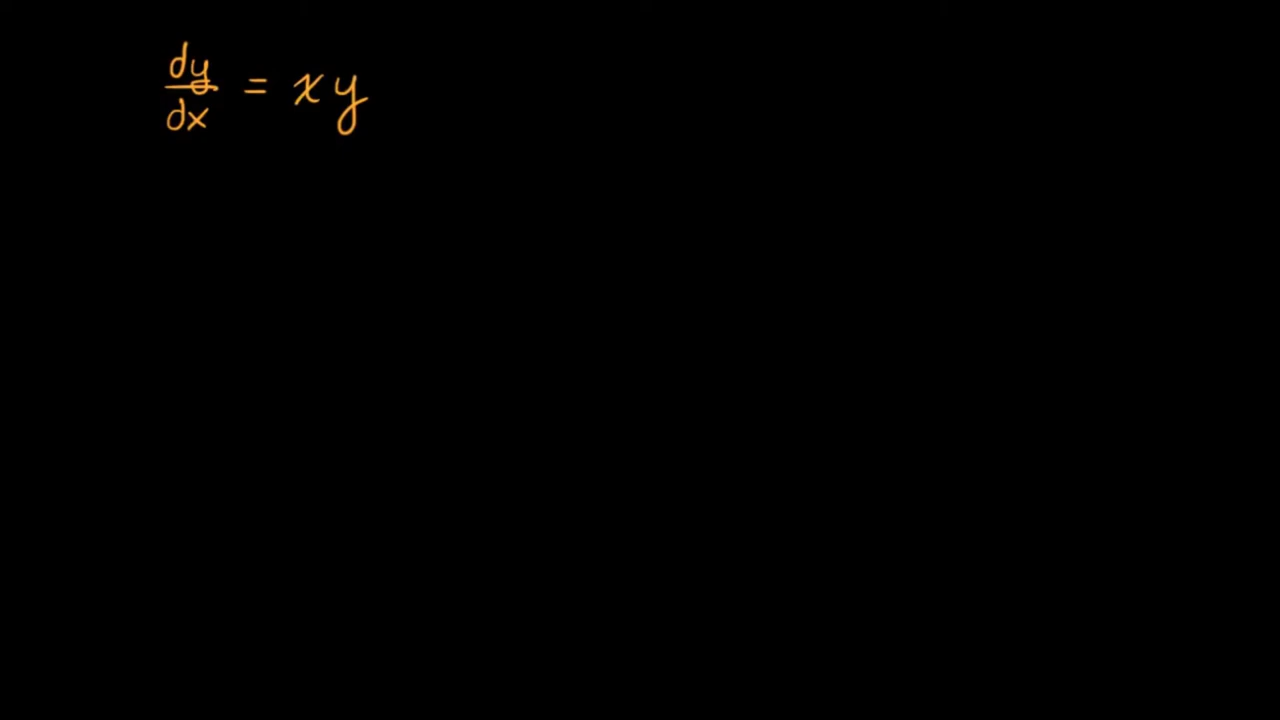 dy/dx = xy